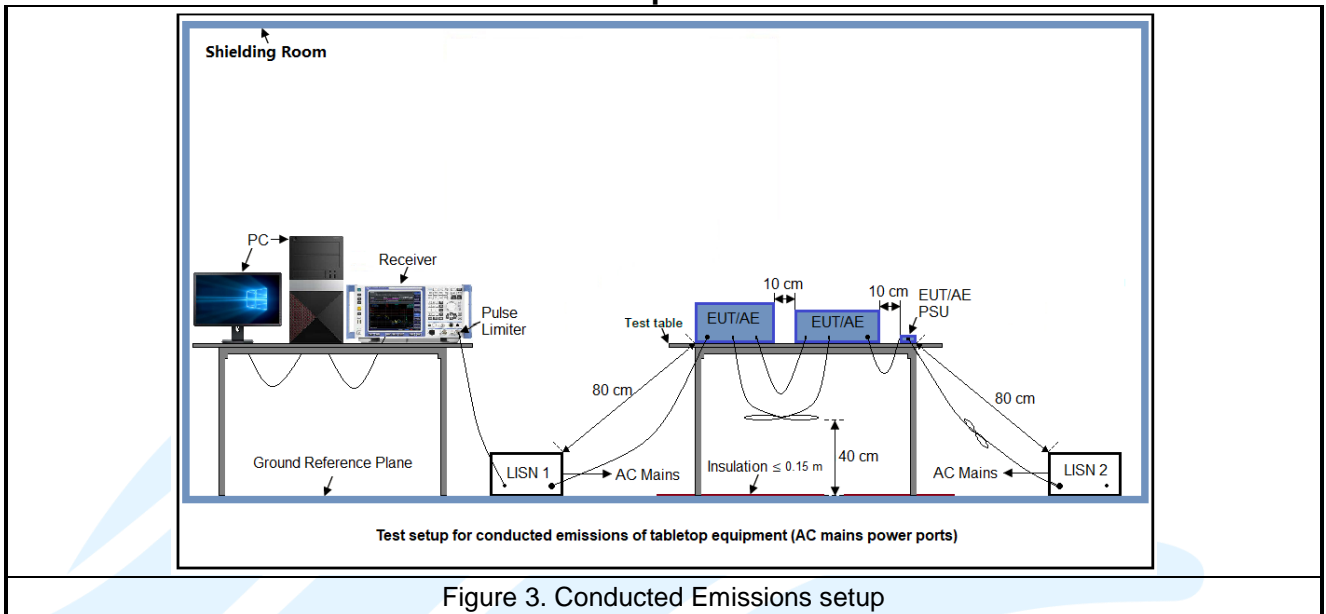 Shielding Room
PC
Receiver
Pulse
Limiter
10 cm
10 cm
EUT/AE
PSU
Test table
EUT/AE
EUT/AE
80 cm
80 cm
40 cm
Ground Reference Plane
LISN 1
AC Mains
Insulation ≤ 0.15 m
AC Mains
LISN 2
Test setup for conducted emissions of tabletop equipment (AC mains power ports)
Figure 3. Conducted Emissions setup